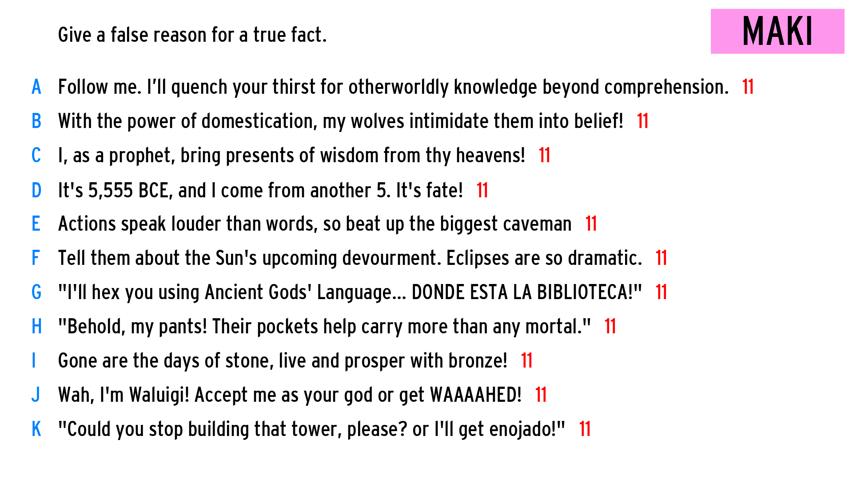 Give a false reason for a true fact.
MAKI
A Follow me. I'll quench your thirst for otherworldly knowledge beyond comprehension. 11
B With the power of domestication, my wolves intimidate them into belief! 11
C I, as a prophet, bring presents of wisdom from thy heavens! 11
D It's 5,555 BCE, and I come from another 5. It's fate! 11
E Actions speak louder than words, so beat up the biggest caveman 11
F Tell them about the Sun's upcoming devourment. Eclipses are so dramatic. 11
G "I'll hex you using Ancient Gods' Language... DONDE ESTA LA BIBLIOTECA!" 11
H "Behold, my pants! Their pockets help carry more than any mortal." 11
I Gone are the days of stone, live and prosper with bronze! 11
J Wah, I'm Waluigi! Accept me as your god or get WAAAAHED! 11
K "Could you stop building that tower, please? or I'll get enojado!" 11